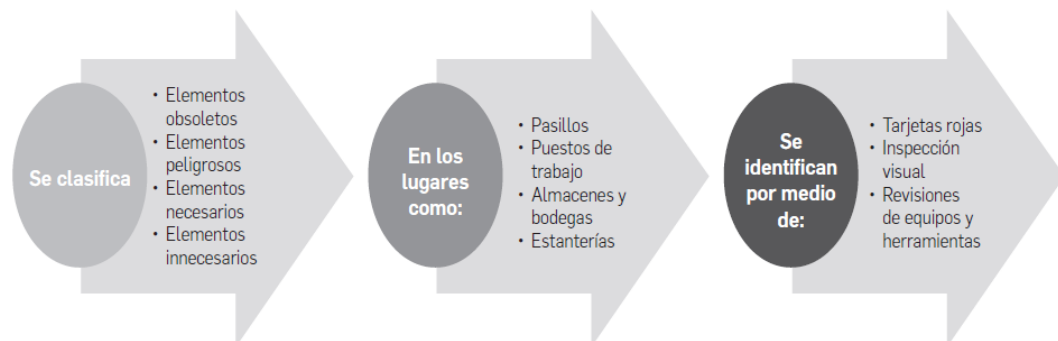 Se clasifica
• Elementos
obsoletos
• Elementos
peligrosos
• Elementos
necesarios
• Elementos
innecesarios
En los
lugares
como:
• Pasillos
• Puestos de
trabajo
• Almacenes y
bodegas
• Estanterías
Se
identifican
por medio
de:
• Tarjetas rojas
• Inspección
visual
• Revisiones
de equipos y
herramientas